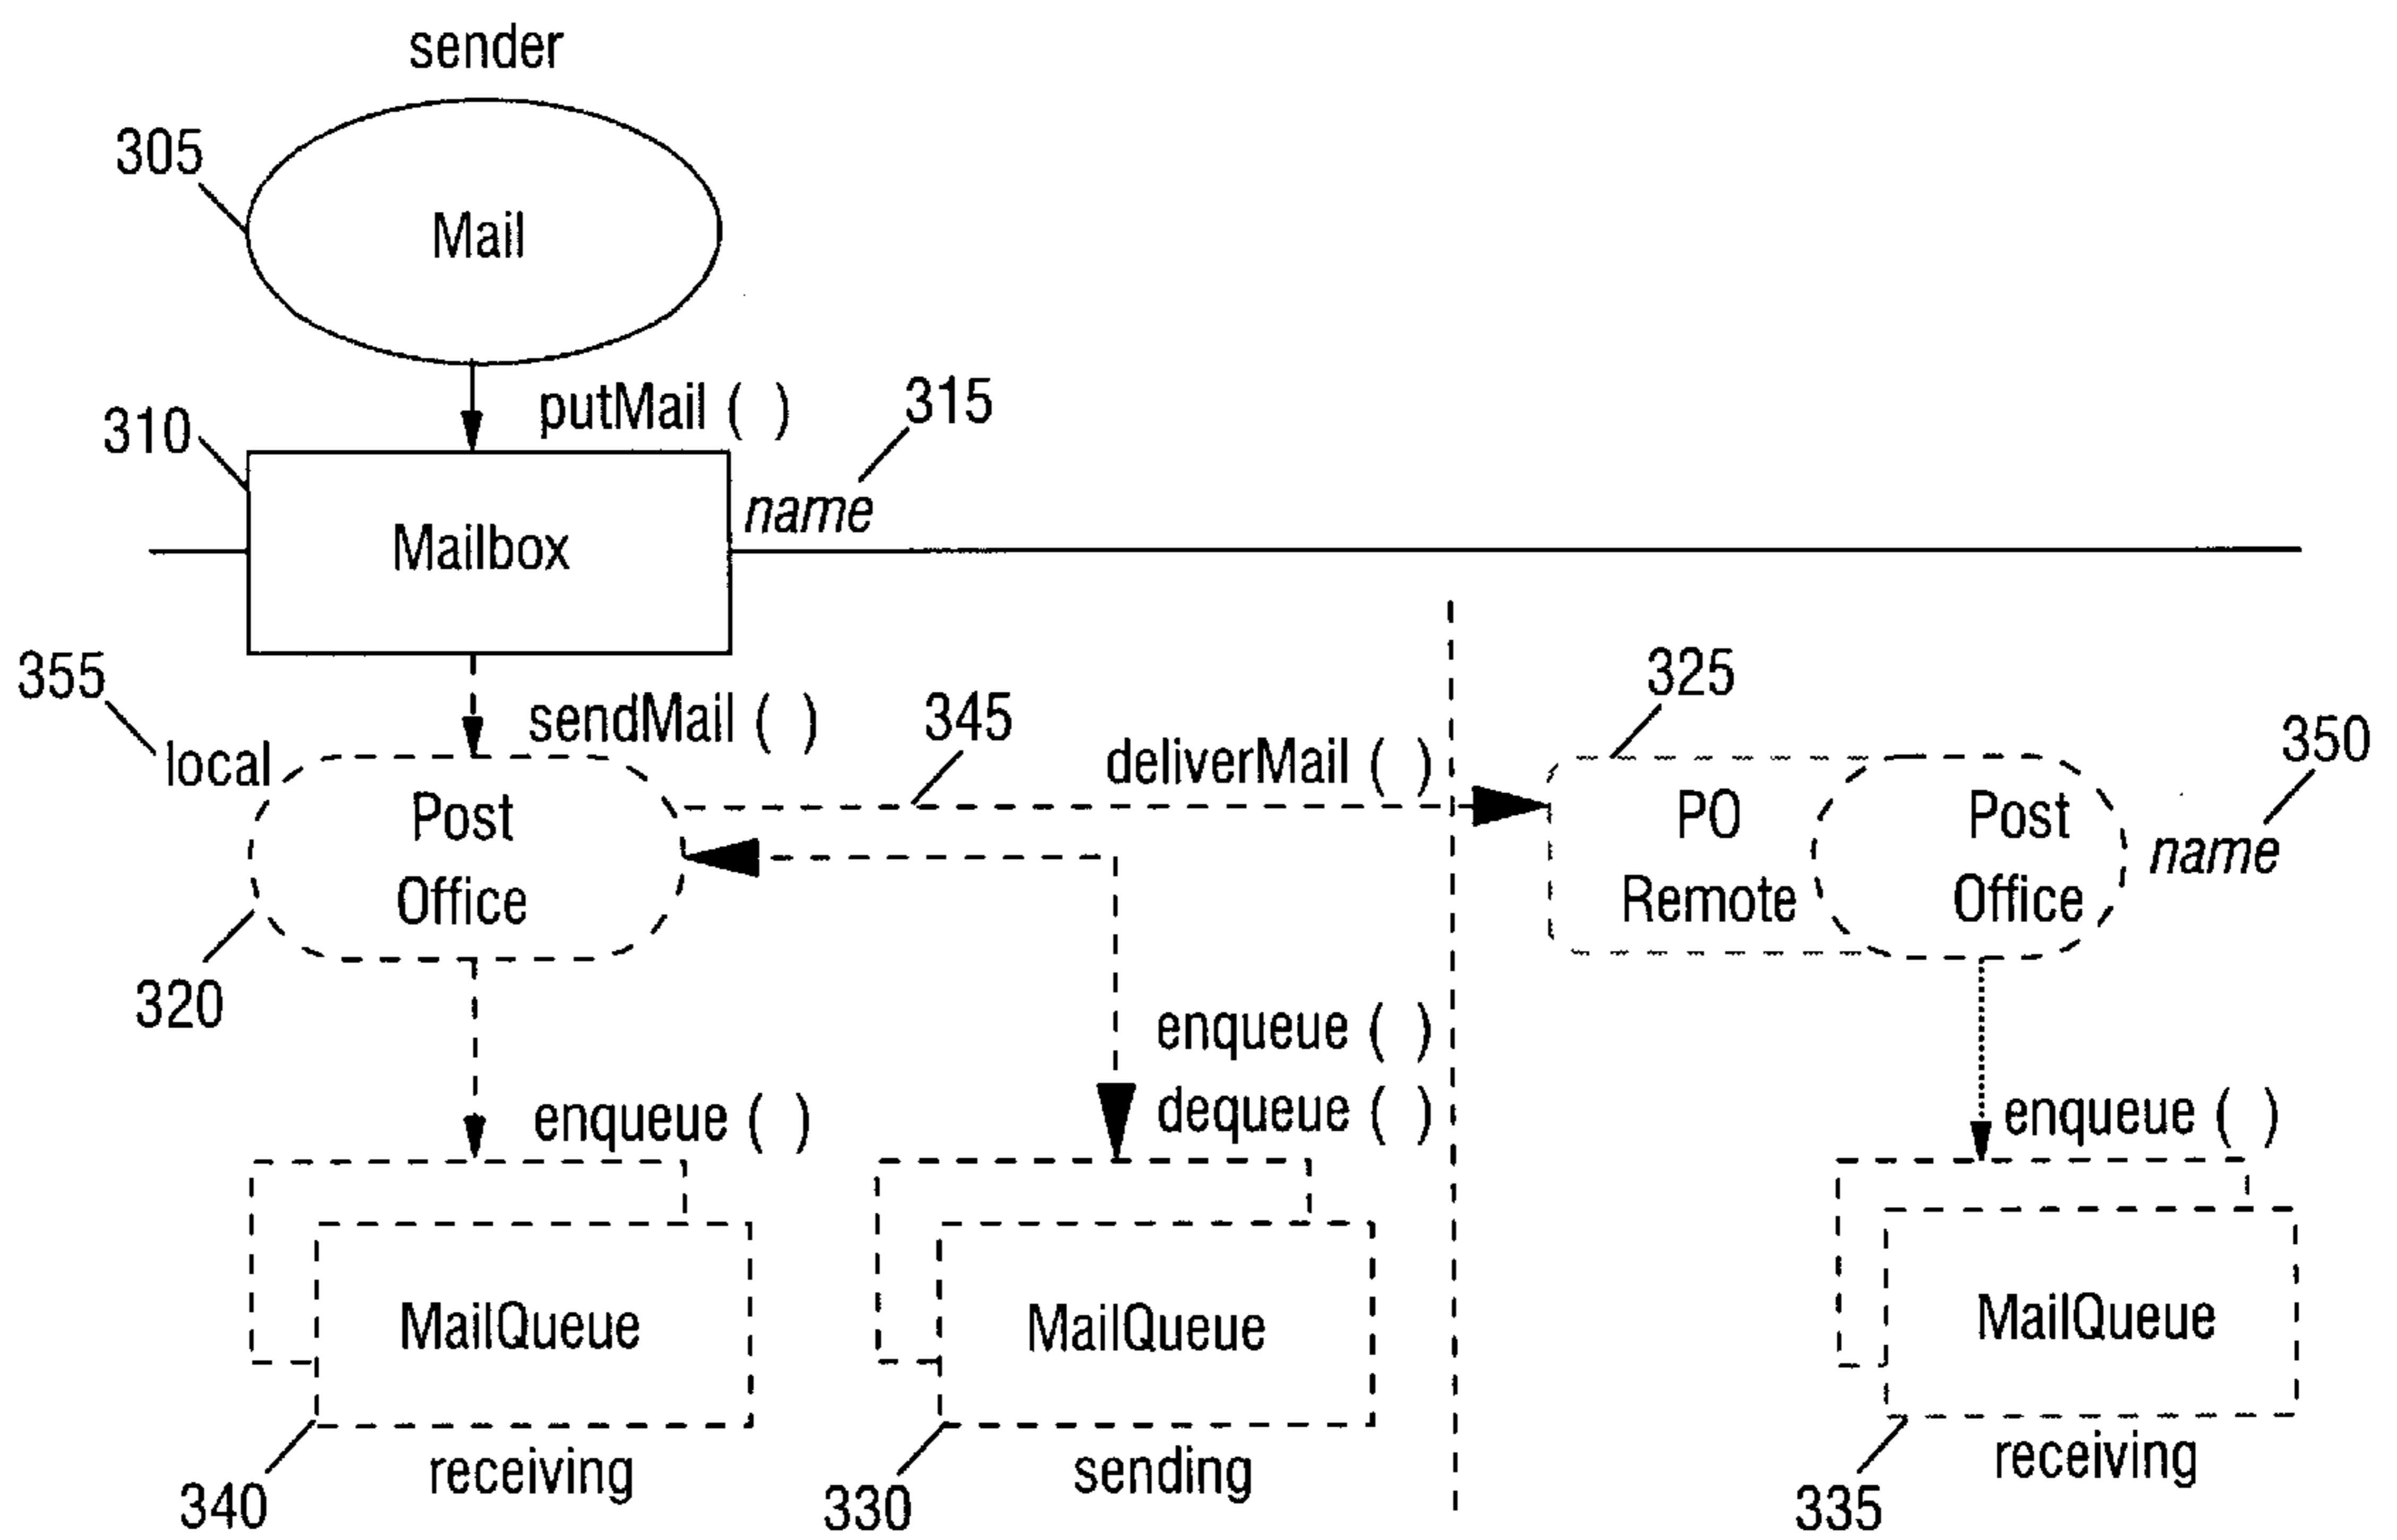 sender
305
Mail
putMail ( )
315
310
name
Mailbox
355
sendMail ( )
345
325
350
local
deliverMail ( )
Post
Office
PO
Remote
Post
Office
name
320
enqueue ( )
dequeue ( )
enqueue ( )
enqueue ( )
MailQueue
MailQueue
MailQueue
receiving
sending
receiving
340
330
335